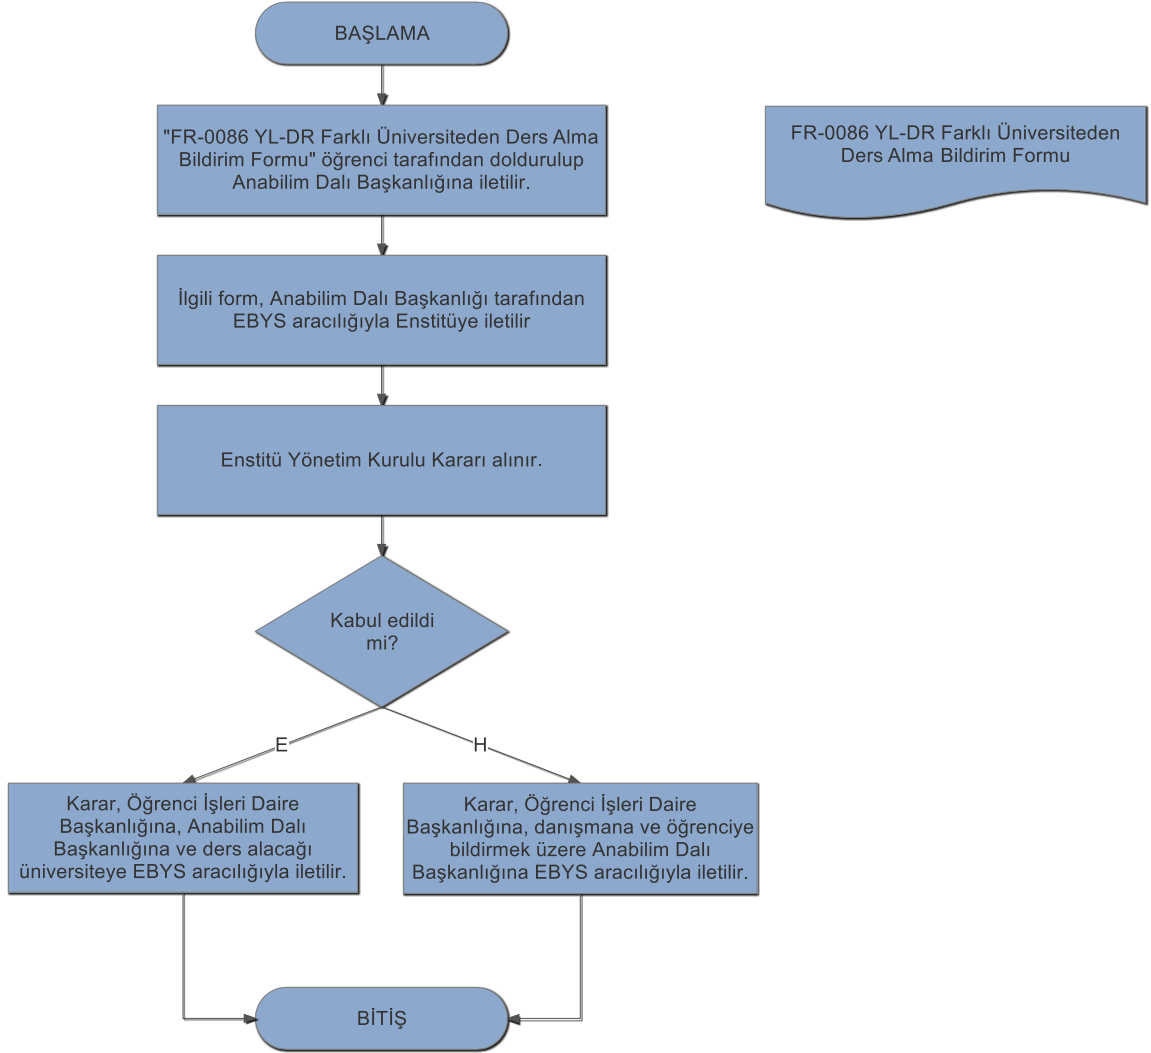 BAŞLAMA
"FR-0086 YL-DR Farklı Üniversiteden Ders Alma
Bildirim Formu" öğrenci tarafından doldurulup
Anabilim Dalı Başkanlığına iletilir.
FR-0086 YL-DR Farklı Üniversiteden
Ders Alma Bildirim Formu
İlgili form, Anabilim Dalı Başkanlığı tarafından
EBYS aracılığıyla Enstitüye iletilir
Enstitü Yönetim Kurulu Kararı alınır.
Kabul edildi
mi?
E
H
Karar, Öğrenci İşleri Daire
Başkanlığına, Anabilim Dalı
Başkanlığına ve ders alacağı
üniversiteye EBYS aracılığıyla iletilir.
Karar, Öğrenci İşleri Daire
Başkanlığına, danışmana ve öğrenciye
bildirmek üzere Anabilim Dalı
Başkanlığına EBYS aracılığıyla iletilir.
BİTİŞ